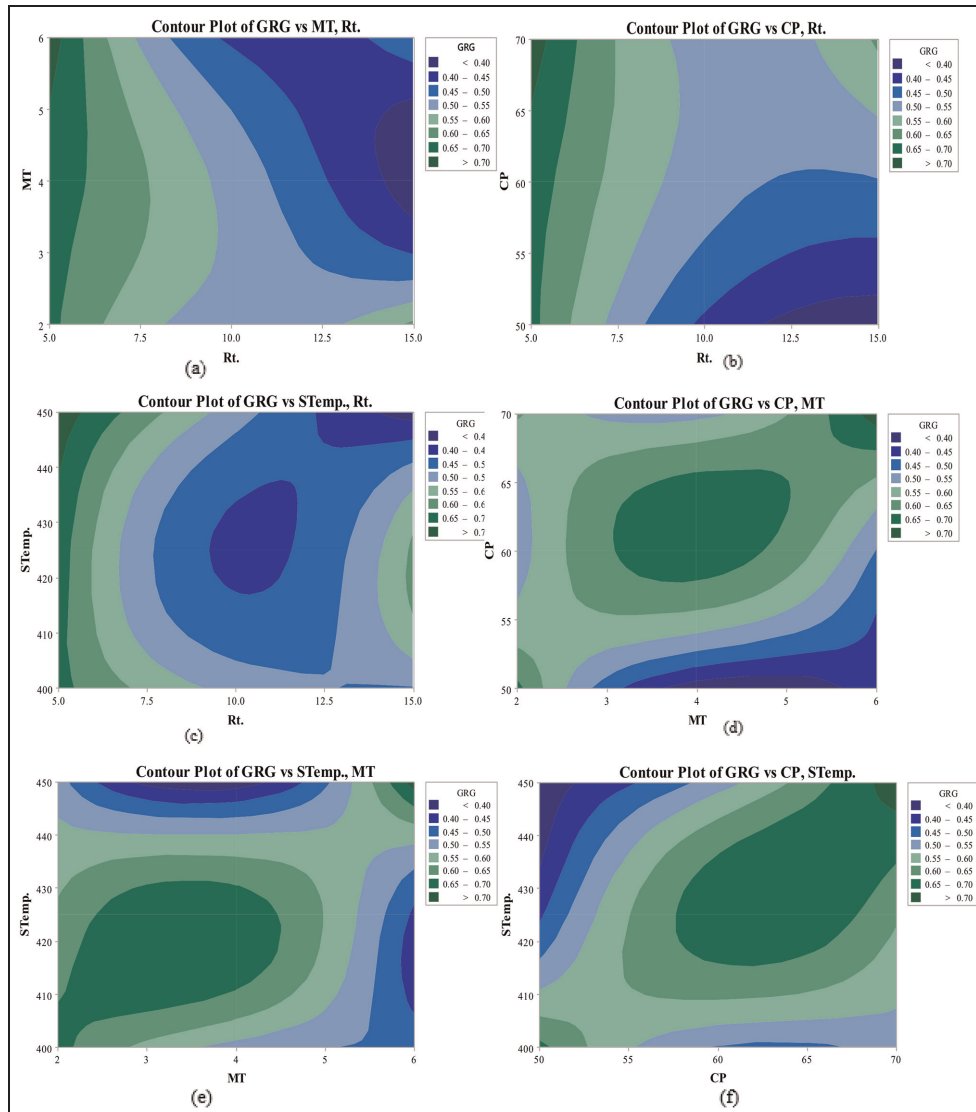 Contour Plot of GRG vs MT, Rt.
GRG
< 0.40
0.40 – 0.45
0.45 – 0.50
0.50 – 0.55
0.55 – 0.60
0.60 – 0.65
0.65 – 0.70
> 0.70
6
5
4
3
2
MT
5.0 7.5 10.0 12.5 15.0
Rt.
(a)
Contour Plot of GRG vs CP, Rt.
GRG
< 0.40
0.40 – 0.45
0.45 – 0.50
0.50 – 0.55
0.55 – 0.60
0.60 – 0.65
0.65 – 0.70
> 0.70
70
65
60
55
50
CP
5.0 7.5 10.0 12.5 15.0
Rt.
(b)
Contour Plot of GRG vs STemp., Rt.
GRG
< 0.40
0.40 – 0.4
0.45 – 0.5
0.50 – 0.5
0.55 – 0.6
0.60 – 0.6
0.65 – 0.7
> 0.7
450
440
430
420
410
400
STemp.
5.0 7.5 10.0 12.5 15.0
Rt.
(c)
Contour Plot of GRG vs CP, MT
GRG
< 0.40
0.40 – 0.45
0.45 – 0.50
0.50 – 0.55
0.55 – 0.60
0.60 – 0.65
0.65 – 0.70
> 0.70
70
65
60
55
50
CP
2 3 4 5 6
MT
(d)
Contour Plot of GRG vs STemp., MT
GRG
< 0.40
0.40 – 0.45
0.45 – 0.50
0.50 – 0.55
0.55 – 0.60
0.60 – 0.65
0.65 – 0.70
> 0.70
450
440
430
420
410
400
STemp.
2 3 4 5 6
MT
(e)
Contour Plot of GRG vs CP, STemp.
GRG
< 0.40
0.40 – 0.45
0.45 – 0.50
0.50 – 0.55
0.55 – 0.60
0.60 – 0.65
0.65 – 0.70
> 0.70
450
440
430
420
410
400
STemp.
50 55 60 65 70
CP
(f)